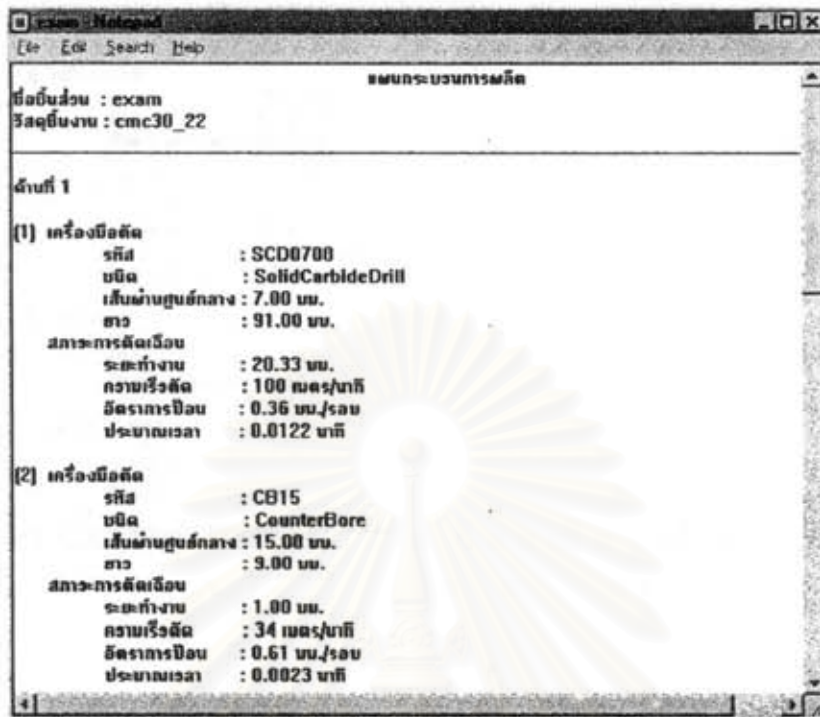 exam - Notepad
File Edit Search Help
แผนกระบวนการผลิต
ชื่อชิ้นส่วน : exam
วัสดุชิ้นงาน : cmc30_22
ด้านที่ 1
(1) เครื่องมือตัด
รหัส : SCD0700
ชนิด : SolidCarbideDrill
เส้นผ่านศูนย์กลาง : 7.00 มม.
ยาว : 91.00 มม.
สภาวะการตัดเฉือน
ระยะทำงาน : 20.33 มม.
ความเร็วตัด : 100 เมตร/นาที
อัตราการป้อน : 0.36 มม./รอบ
ประมาณเวลา : 0.0122 นาที
(2) เครื่องมือตัด
รหัส : CB15
ชนิด : CounterBore
เส้นผ่านศูนย์กลาง : 15.00 มม.
ยาว : 9.00 มม.
สภาวะการตัดเฉือน
ระยะทำงาน : 1.00 มม.
ความเร็วตัด : 34 เมตร/นาที
อัตราการป้อน : 0.61 มม./รอบ
ประมาณเวลา : 0.0023 นาที